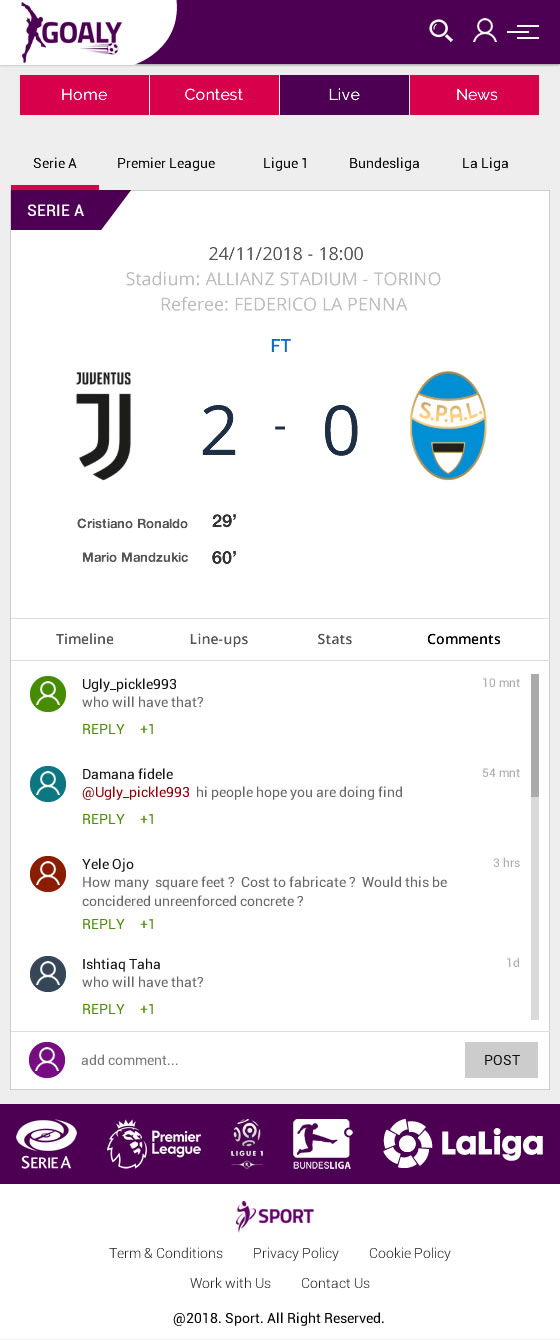 GOALY
Home Contest Live News
Serie A Premier League Ligue 1 Bundesliga La Liga
SERIE A
24/11/2018 - 18:00
Stadium: ALLIANZ STADIUM - TORINO
Referee: FEDERICO LA PENNA
FT
JUVENTUS
2 - 0
S.P.A.L.
Cristiano Ronaldo 29’
Mario Mandzukic 60’
Timeline Line-ups Stats Comments
Ugly_pickle993 10 mnt
who will have that?
REPLY +1
Damana fidele 54 mnt
@Ugly_pickle993 hi people hope you are doing find
REPLY +1
Yele Ojo 3 hrs
How many square feet ? Cost to fabricate ? Would this be
concidered unreenforced concrete ?
REPLY +1
Ishtiaq Taha 1d
who will have that?
REPLY +1
add comment... POST
SERIE A
Premier
League
LIGUE 1
BUNDESLIGA
LaLiga
SPORT
Term & Conditions Privacy Policy Cookie Policy
Work with Us Contact Us
@2018. Sport. All Right Reserved.